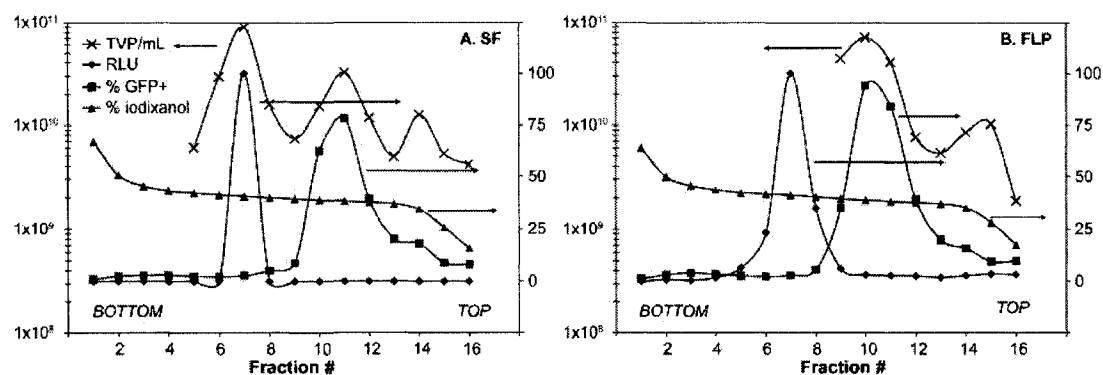 1x10¹¹
A. SF
TVP/mL
RLU
% GFP+
% iodixanol
1x10¹⁰
1x10⁹
1x10⁸
100
75
50
25
0
BOTTOM
TOP
2 4 6 8 10 12 14 16
Fraction #
1x10¹¹
B. FLP
1x10¹⁰
1x10⁹
1x10⁸
100
75
50
25
0
BOTTOM
TOP
2 4 6 8 10 12 14 16
Fraction #